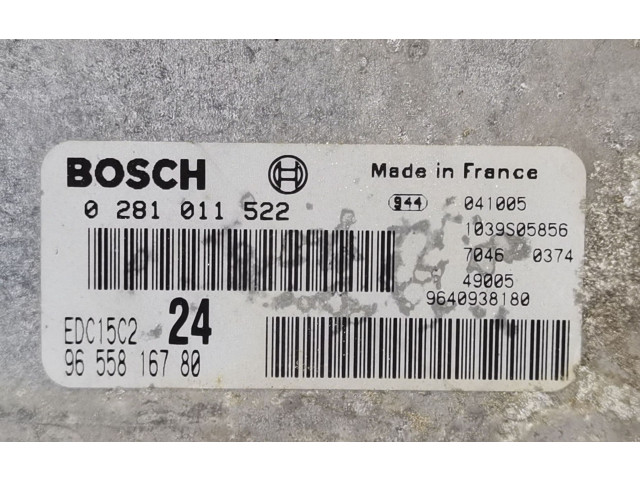 BOSCH Made in France
0 281 011 522 944 041005
1039S05856
7046 0374
49005
9640938180
EDC15C2 24
96 558 167 80